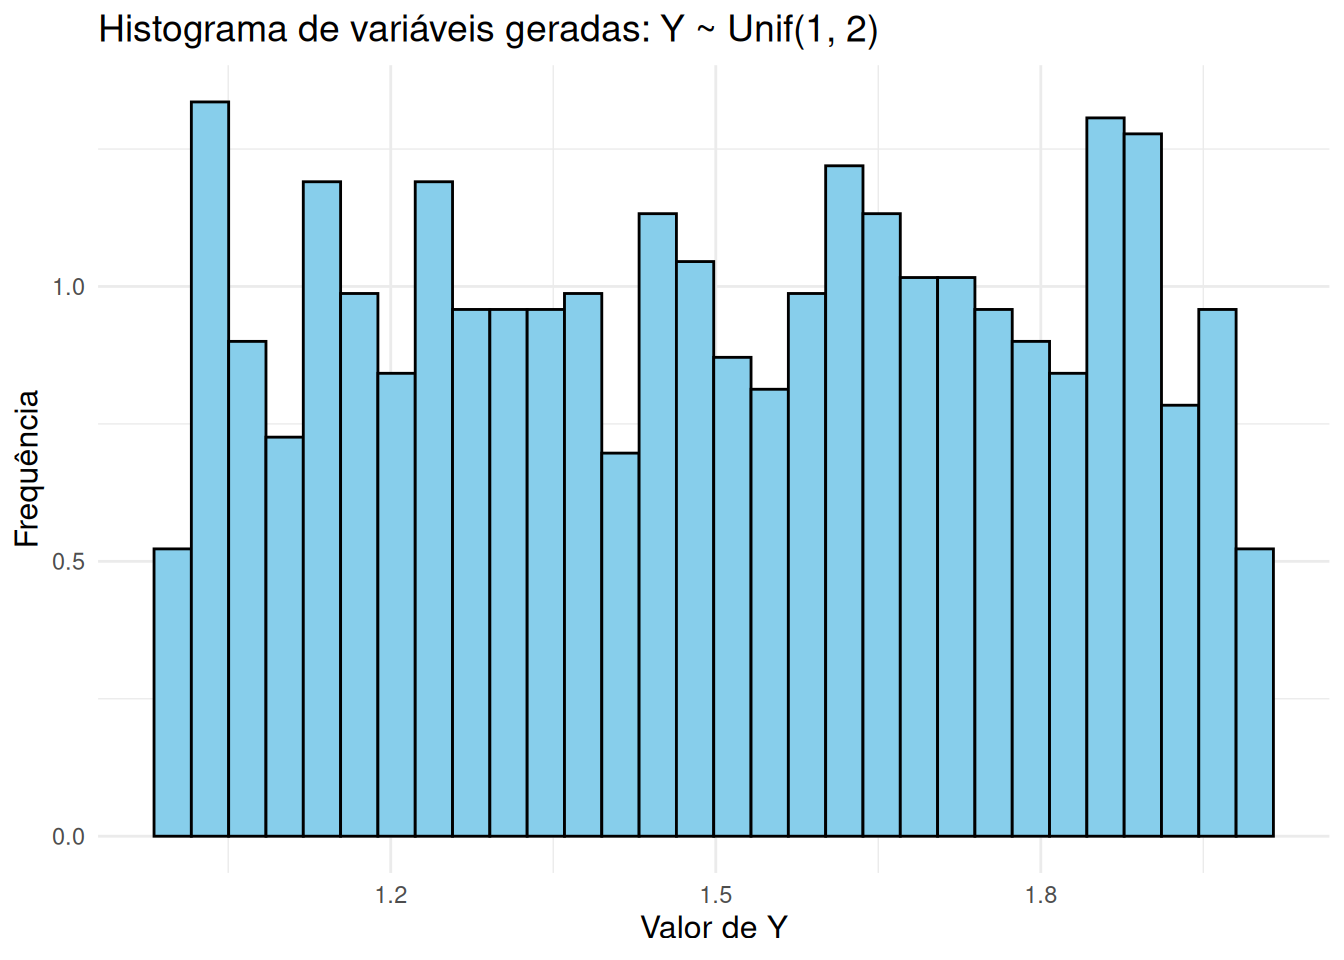 Histograma de variáveis geradas: Y ~ Unif(1, 2)
Frequência
1.0
0.5
0.0
1.2 1.5 1.8
Valor de Y